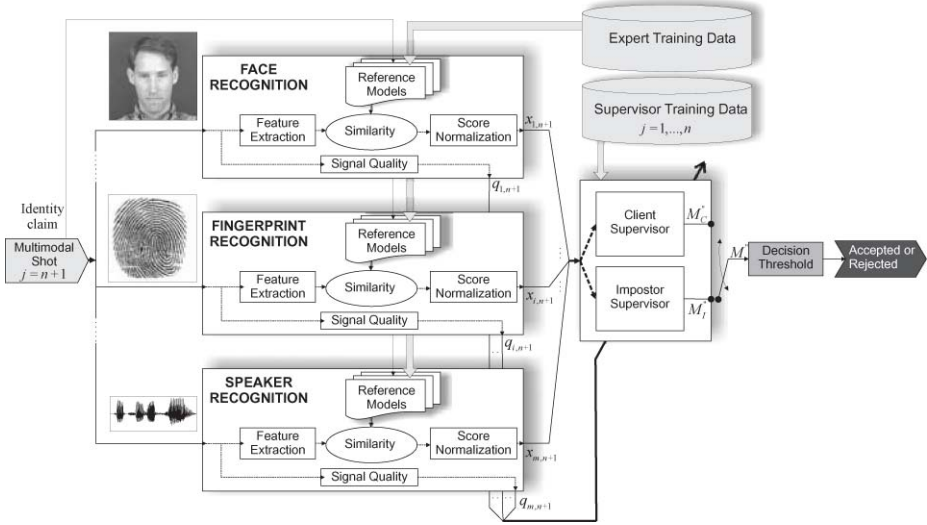 Expert Training Data
Supervisor Training Data
j = 1,...,n
FACE
RECOGNITION
Reference
Models
Feature
Extraction
Similarity
Score
Normalization
x1,n+1
Signal Quality
q1,n+1
Identity
claim
Multimodal
Shot
j = n+1
FINGERPRINT
RECOGNITION
Reference
Models
Feature
Extraction
Similarity
Score
Normalization
xi,n+1
Signal Quality
qi,n+1
SPEAKER
RECOGNITION
Reference
Models
Feature
Extraction
Similarity
Score
Normalization
xm,n+1
Signal Quality
qm,n+1
Client
Supervisor
M*C
Impostor
Supervisor
M*I
M*
Decision
Threshold
Accepted or
Rejected